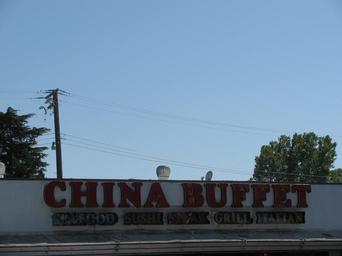 CHINA BUFFET
SEAFOOD SUSHI STEAK GRILL ITALIAN